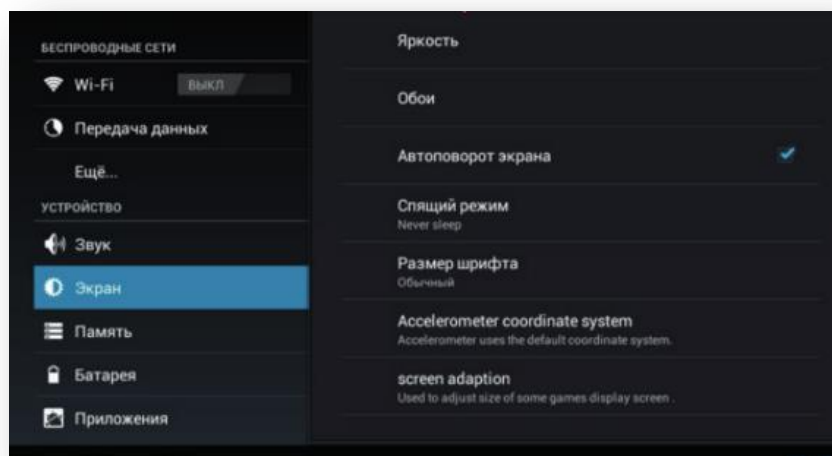 БЕСПРОВОДНЫЕ СЕТИ
Wi-Fi ВЫКЛ
Передача данных
Ещё...
УСТРОЙСТВО
Звук
Экран
Память
Батарея
Приложения
Яркость
Обои
Автоповорот экрана
Спящий режим
Never sleep
Размер шрифта
Обычный
Accelerometer coordinate system
Accelerometer uses the default coordinate system.
screen adaption
Used to adjust size of some games display screen .